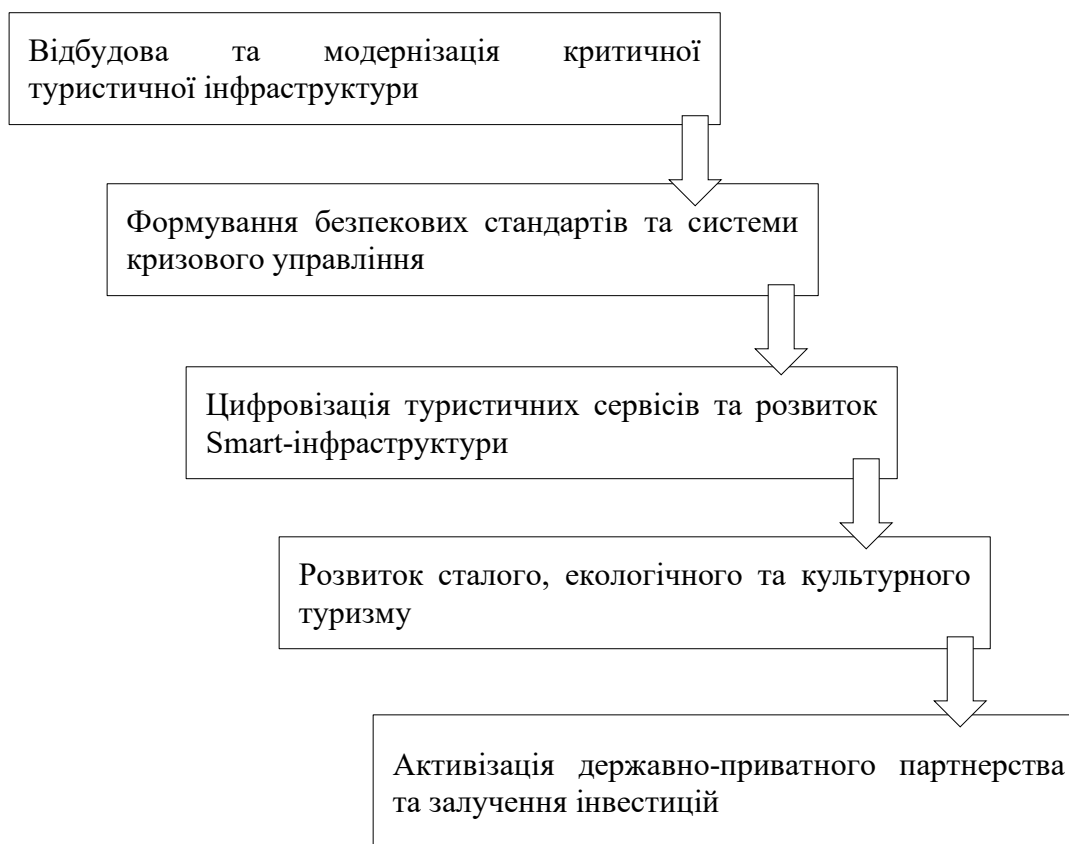 Відбудова та модернізація критичної
туристичної інфраструктури
Формування безпекових стандартів та системи
кризового управління
Цифровізація туристичних сервісів та розвиток
Smart-інфраструктури
Розвиток сталого, екологічного та культурного
туризму
Активізація державно-приватного партнерства
та залучення інвестицій